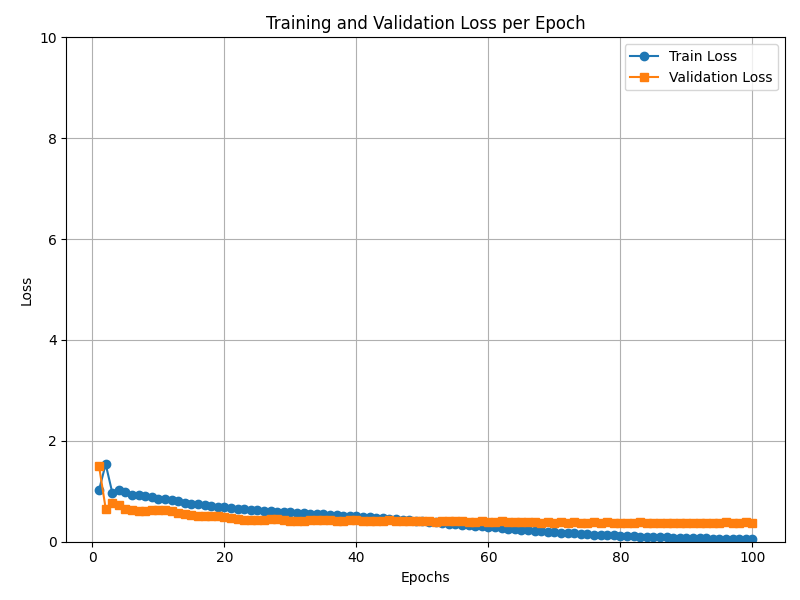 Training and Validation Loss per Epoch
Train Loss
Validation Loss
10
8
6
4
2
0
Loss
0 20 40 60 80 100
Epochs